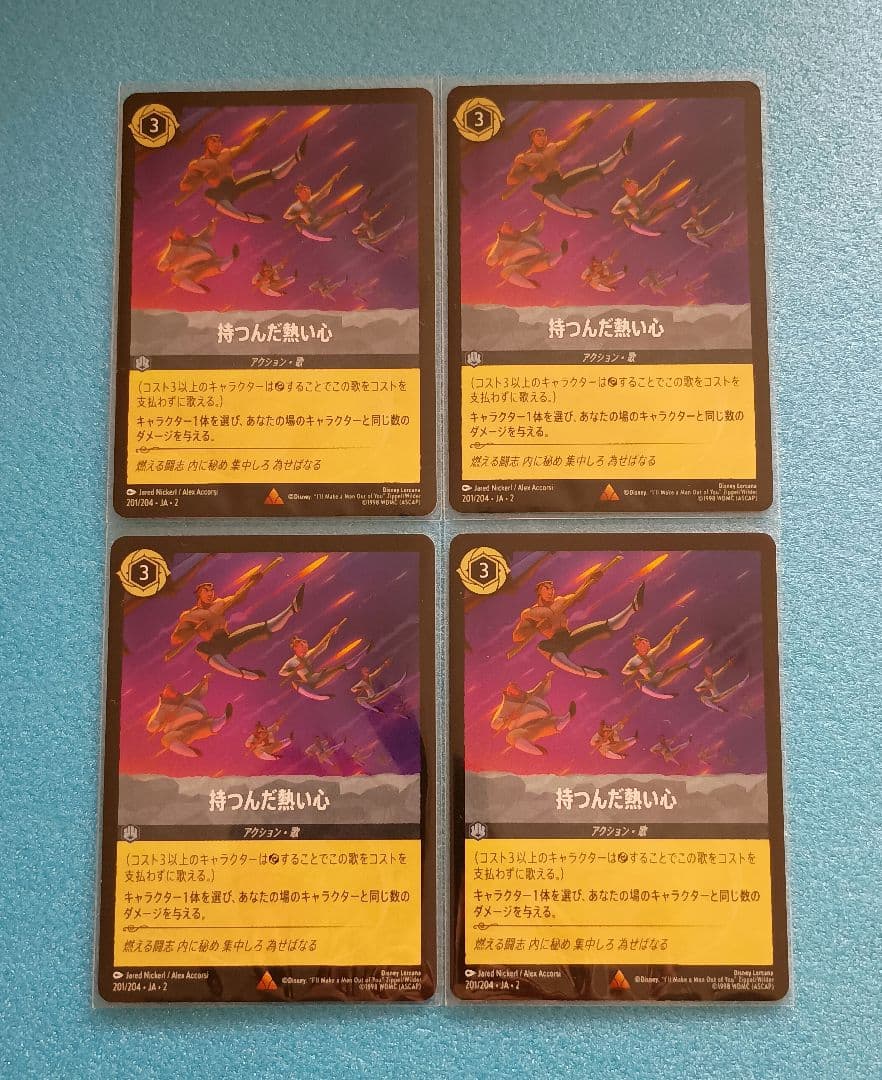 3
持つんだ熱い心
アクション・歌
(コスト3以上のキャラクターは することでこの歌をコストを
支払わずに歌える。)
キャラクター1体を選び、あなたの場のキャラクターと同じ数の
ダメージを与える。
燃える闘志 内に秘め 集中しろ 為せばなる
Jared Nickerl / Alex Accorsi
201/204・JA・2
Disney Lorcana
©Disney. "I'll Make a Man Out of You" Zippel/Wilder
©1998 WDMC (ASCAP)
3
持つんだ熱い心
アクション・歌
(コスト3以上のキャラクターは することでこの歌をコストを
支払わずに歌える。)
キャラクター1体を選び、あなたの場のキャラクターと同じ数の
ダメージを与える。
燃える闘志 内に秘め 集中しろ 為せばなる
Jared Nickerl / Alex Accorsi
201/204・JA・2
Disney Lorcana
©Disney. "I'll Make a Man Out of You" Zippel/Wilder
©1998 WDMC (ASCAP)
3
持つんだ熱い心
アクション・歌
(コスト3以上のキャラクターは することでこの歌をコストを
支払わずに歌える。)
キャラクター1体を選び、あなたの場のキャラクターと同じ数の
ダメージを与える。
燃える闘志 内に秘め 集中しろ 為せばなる
Jared Nickerl / Alex Accorsi
201/204・JA・2
Disney Lorcana
©Disney. "I'll Make a Man Out of You" Zippel/Wilder
©1998 WDMC (ASCAP)
3
持つんだ熱い心
アクション・歌
(コスト3以上のキャラクターは することでこの歌をコストを
支払わずに歌える。)
キャラクター1体を選び、あなたの場のキャラクターと同じ数の
ダメージを与える。
燃える闘志 内に秘め 集中しろ 為せばなる
Jared Nickerl / Alex Accorsi
201/204・JA・2
Disney Lorcana
©Disney. "I'll Make a Man Out of You" Zippel/Wilder
©1998 WDMC (ASCAP)